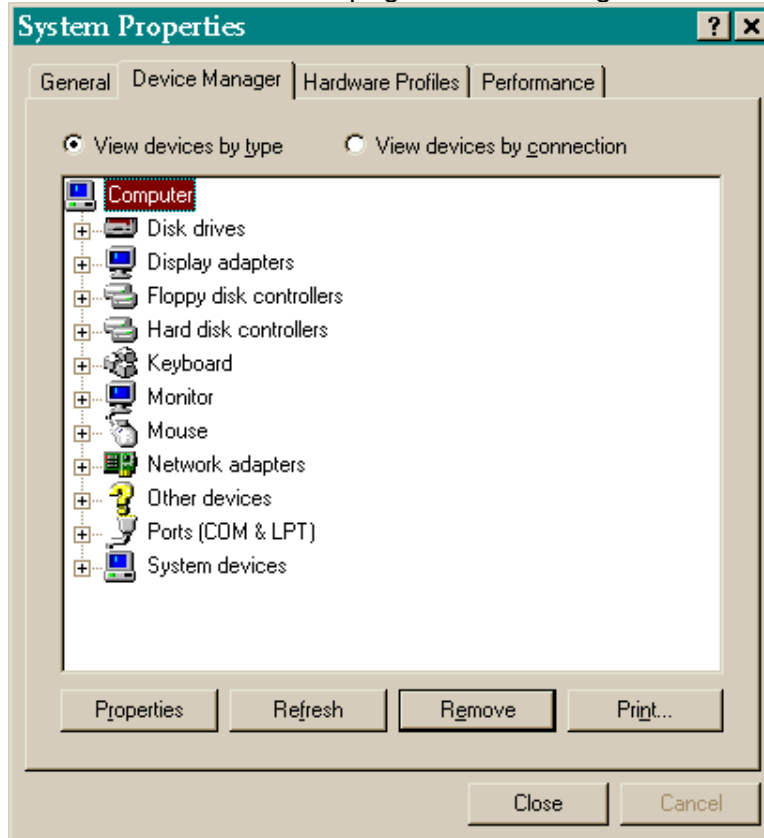 System Properties
General Device Manager Hardware Profiles Performance
View devices by type View devices by connection
Computer
Disk drives
Display adapters
Floppy disk controllers
Hard disk controllers
Keyboard
Monitor
Mouse
Network adapters
Other devices
Ports (COM & LPT)
System devices
Properties Refresh Remove Print...
Close Cancel